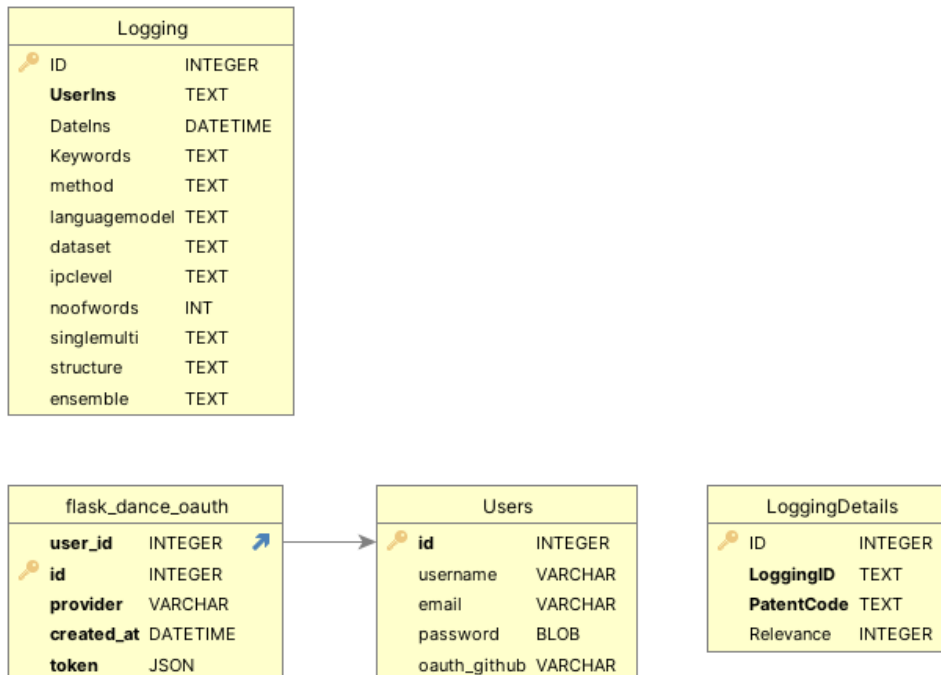 Logging
ID INTEGER
UserIns TEXT
DateIns DATETIME
Keywords TEXT
method TEXT
languagemodel TEXT
dataset TEXT
ipclevel TEXT
noofwords INT
singlemulti TEXT
structure TEXT
ensemble TEXT
flask_dance_oauth
user_id INTEGER
id INTEGER
provider VARCHAR
created_at DATETIME
token JSON
Users
id INTEGER
username VARCHAR
email VARCHAR
password BLOB
oauth_github VARCHAR
LoggingDetails
ID INTEGER
LoggingID TEXT
PatentCode TEXT
Relevance INTEGER